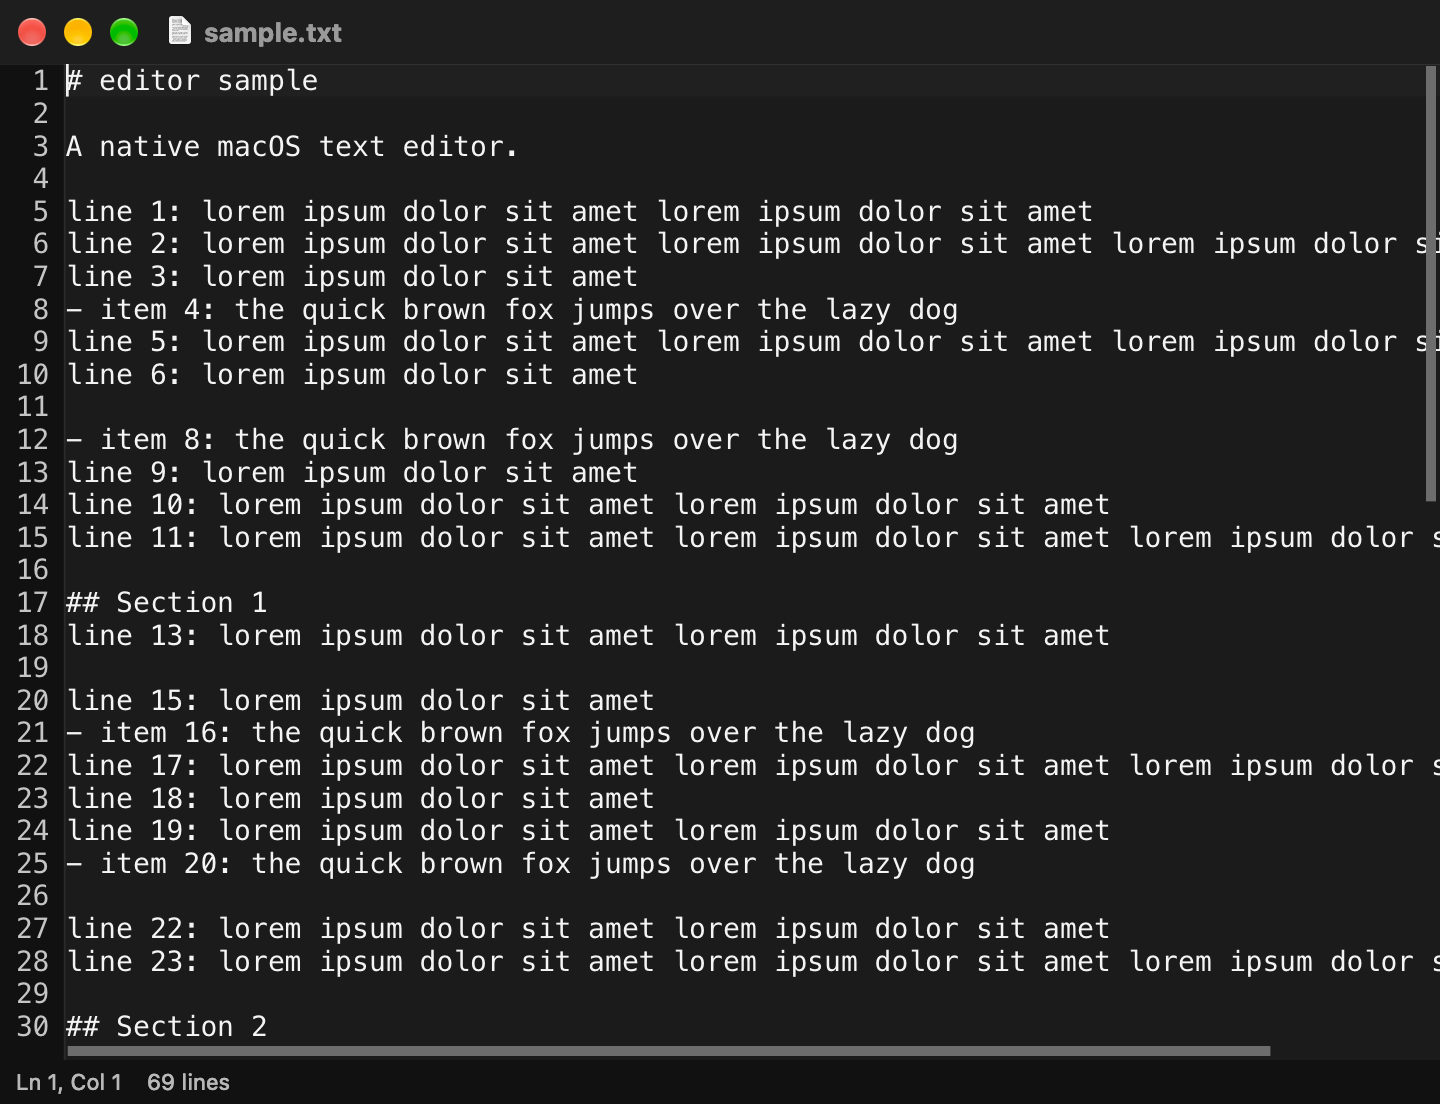 sample.txt
1 # editor sample
2
3 A native macOS text editor.
4
5 line 1: lorem ipsum dolor sit amet lorem ipsum dolor sit amet
6 line 2: lorem ipsum dolor sit amet lorem ipsum dolor sit amet lorem ipsum dolor si
7 line 3: lorem ipsum dolor sit amet
8 - item 4: the quick brown fox jumps over the lazy dog
9 line 5: lorem ipsum dolor sit amet lorem ipsum dolor sit amet lorem ipsum dolor si
10 line 6: lorem ipsum dolor sit amet
11
12 - item 8: the quick brown fox jumps over the lazy dog
13 line 9: lorem ipsum dolor sit amet
14 line 10: lorem ipsum dolor sit amet lorem ipsum dolor sit amet
15 line 11: lorem ipsum dolor sit amet lorem ipsum dolor sit amet lorem ipsum dolor s
16
17 ## Section 1
18 line 13: lorem ipsum dolor sit amet lorem ipsum dolor sit amet
19
20 line 15: lorem ipsum dolor sit amet
21 - item 16: the quick brown fox jumps over the lazy dog
22 line 17: lorem ipsum dolor sit amet lorem ipsum dolor sit amet lorem ipsum dolor s
23 line 18: lorem ipsum dolor sit amet
24 line 19: lorem ipsum dolor sit amet lorem ipsum dolor sit amet
25 - item 20: the quick brown fox jumps over the lazy dog
26
27 line 22: lorem ipsum dolor sit amet lorem ipsum dolor sit amet
28 line 23: lorem ipsum dolor sit amet lorem ipsum dolor sit amet lorem ipsum dolor s
29
30 ## Section 2
Ln 1, Col 1 69 lines